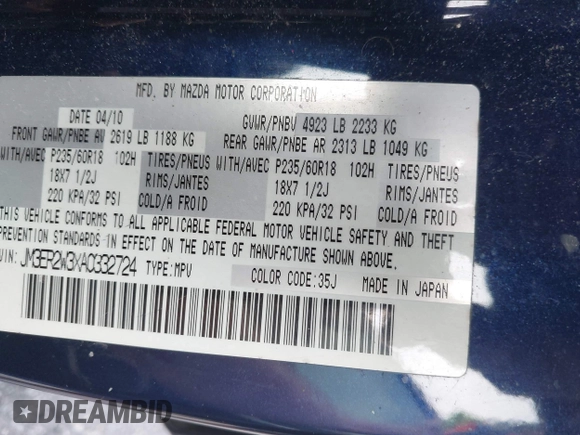 MFD. BY MAZDA MOTOR CORPORATION
DATE 04/10
GVWR/PNBV 4923 LB 2233 KG
FRONT GAWR/PNBE AV 2619 LB 1188 KG
REAR GAWR/PNBE AR 2313 LB 1049 KG
WITH/AVEC P235/60R18 102H TIRES/PNEUS
18X7 1/2J RIMS/JANTES
220 KPA/32 PSI COLD/A FROID
WITH/AVEC P235/60R18 102H TIRES/PNEUS
18X7 1/2J RIMS/JANTES
220 KPA/32 PSI COLD/A FROID
THIS VEHICLE CONFORMS TO ALL APPLICABLE FEDERAL MOTOR VEHICLE SAFETY AND THEFT
PREVENTION STANDARDS IN EFFECT ON THE DATE OF MANUFACTURE SHOWN ABOVE.
VIN: JM3ER2W3XA0332724 TYPE:MPV COLOR CODE:35J MADE IN JAPAN
DREAMBID